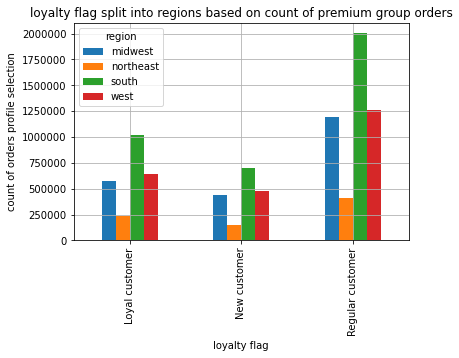 loyalty flag split into regions based on count of premium group orders
region
midwest
northeast
south
west
count of orders profile selection
2000000
1750000
1500000
1250000
1000000
750000
500000
250000
0
Loyal customer
New customer
Regular customer
loyalty flag